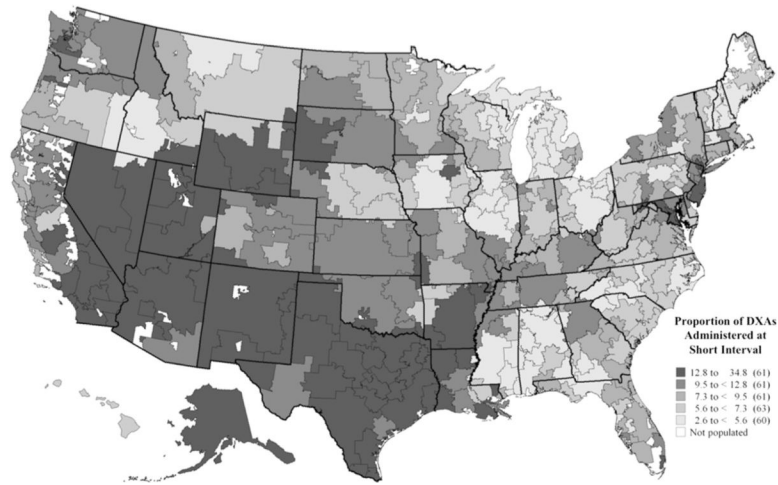 Proportion of DXAs
Administered at
Short Interval
12.8 to 34.8 (61)
9.5 to < 12.8 (61)
7.3 to < 9.5 (61)
5.6 to < 7.3 (63)
2.6 to < 5.6 (60)
Not populated